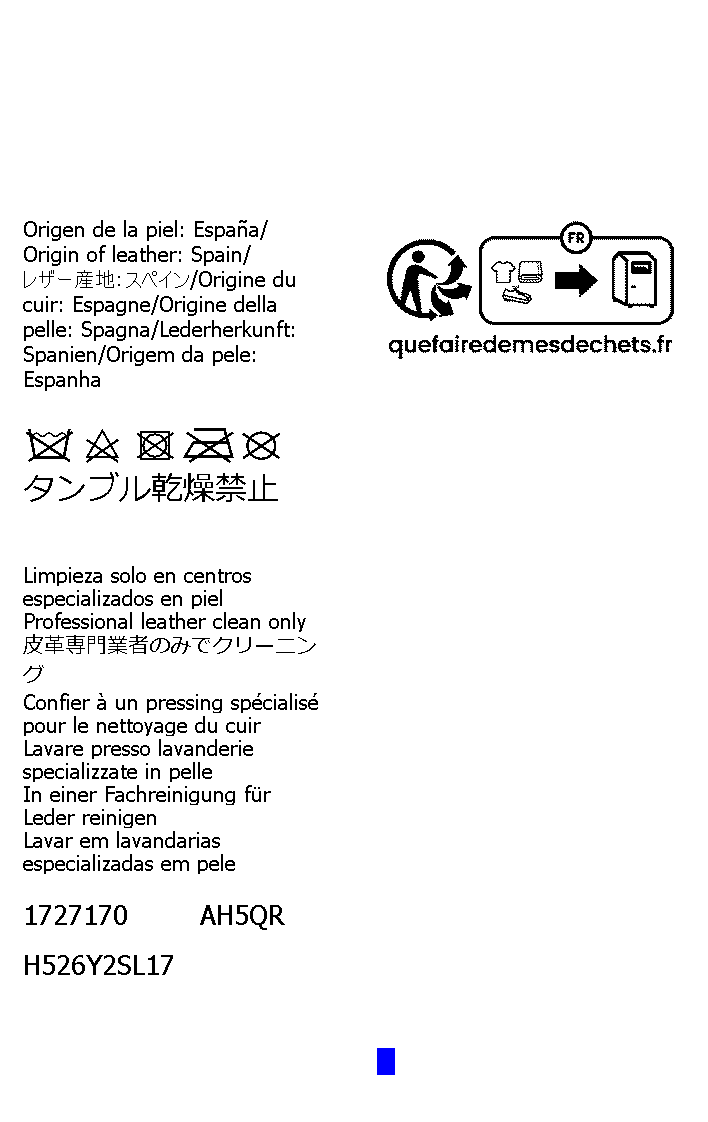 Origen de la piel: España/
Origin of leather: Spain/
レザー産地：スペイン/Origine du
cuir: Espagne/Origine della
pelle: Spagna/Lederherkunft:
Spanien/Origem da pele:
Espanha
FR
quefairedemesdechets.fr
タンブル乾燥禁止
Limpieza solo en centros
especializados en piel
Professional leather clean only
皮革専門業者のみでクリーニン
グ
Confier à un pressing spécialisé
pour le nettoyage du cuir
Lavare presso lavanderie
specializzate in pelle
In einer Fachreinigung für
Leder reinigen
Lavar em lavandarias
especializadas em pele
1727170 AH5QR
H526Y2SL17